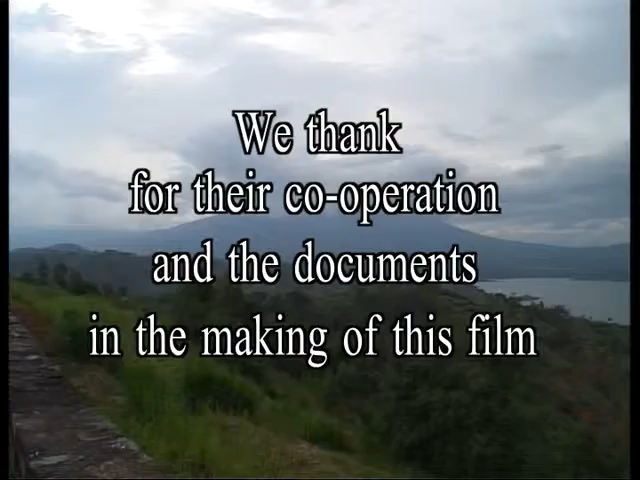 We thank
for their co-operation
and the documents
in the making of this film